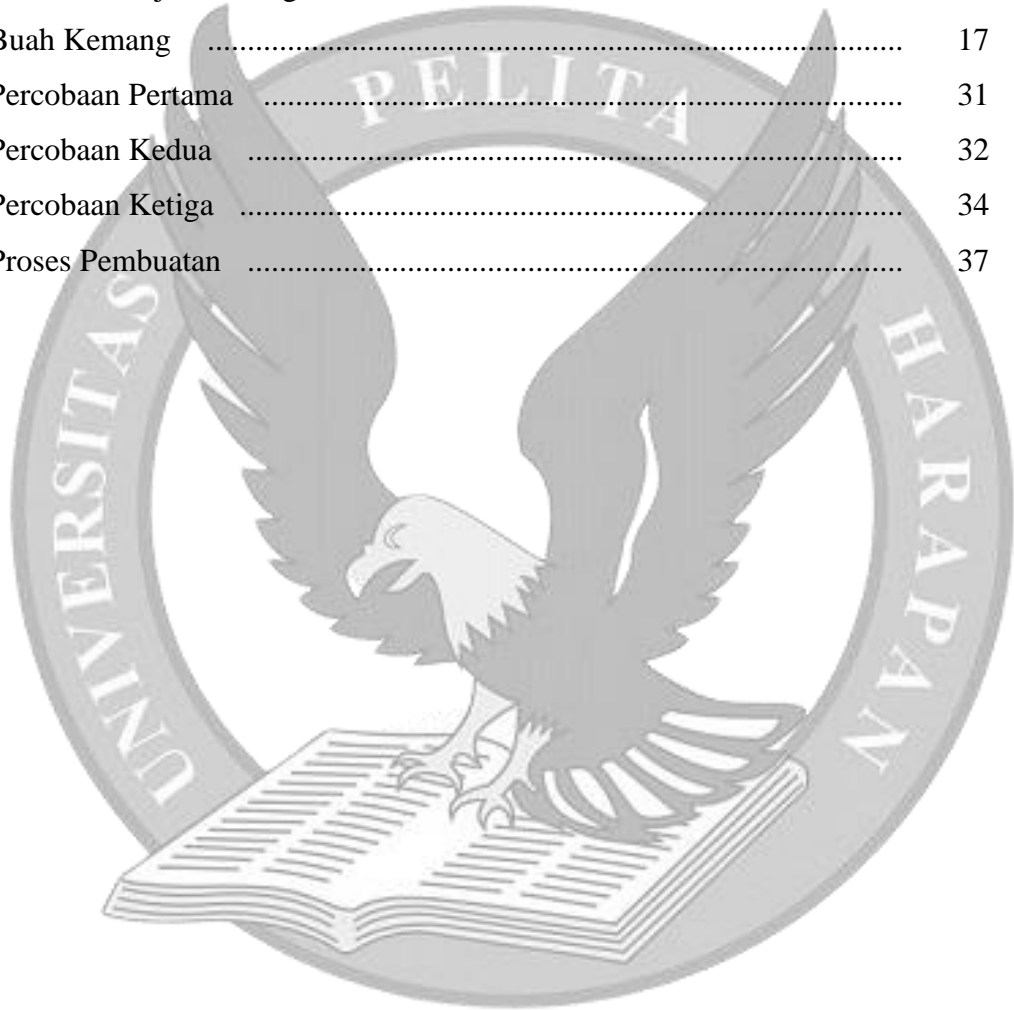 Buah Kemang .................................................................................... 17
Percobaan Pertama ............................................................................. 31
Percobaan Kedua ............................................................................... 32
Percobaan Ketiga ................................................................................ 34
Proses Pembuatan ............................................................................... 37
UNIVERSITAS PELITA HARAPAN